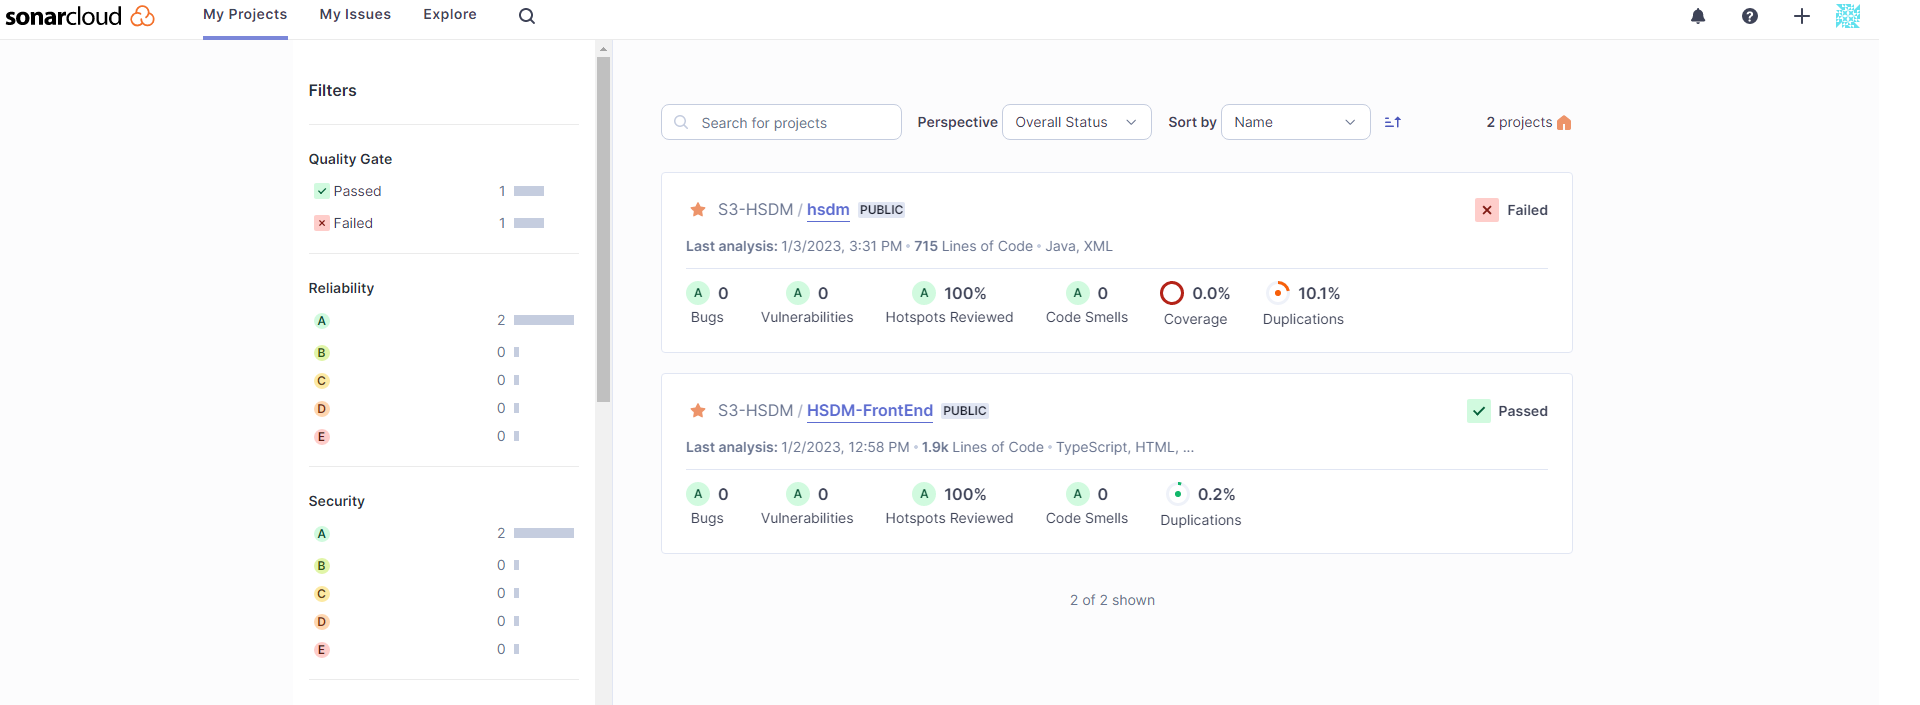 sonarcloud My Projects My Issues Explore
Filters
Quality Gate
Passed 1
Failed 1
Reliability
A 2
B 0
C 0
D 0
E 0
Security
A 2
B 0
C 0
D 0
E 0
Search for projects Perspective Overall Status Sort by Name 2 projects
S3-HSDM / hsdm PUBLIC Failed
Last analysis: 1/3/2023, 3:31 PM • 715 Lines of Code • Java, XML
A 0 A 0 A 100% A 0 0.0% 10.1%
Bugs Vulnerabilities Hotspots Reviewed Code Smells Coverage Duplications
S3-HSDM / HSDM-FrontEnd PUBLIC Passed
Last analysis: 1/2/2023, 12:58 PM • 1.9k Lines of Code • TypeScript, HTML, ...
A 0 A 0 A 100% A 0 0.2%
Bugs Vulnerabilities Hotspots Reviewed Code Smells Duplications
2 of 2 shown